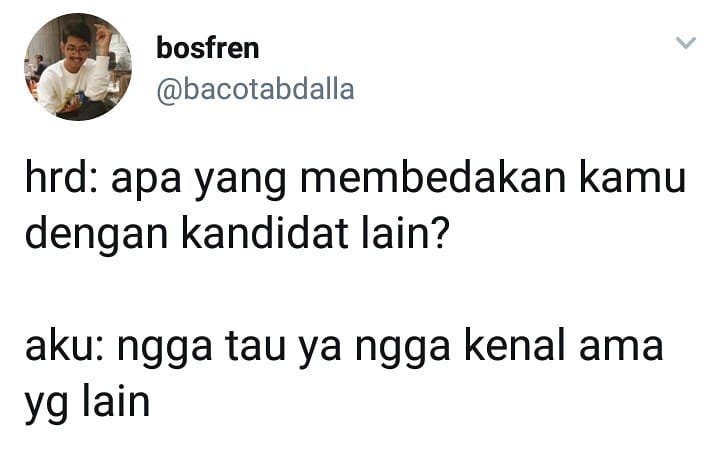 bosfren
@bacotabdalla
hrd: apa yang membedakan kamu
dengan kandidat lain?
aku: ngga tau ya ngga kenal ama
yg lain